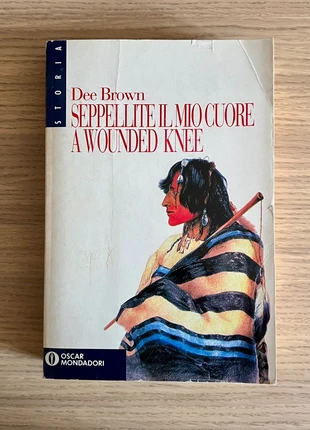 STORIA
Dee Brown
SEPPELLITE IL MIO CUORE
A WOUNDED KNEE
OSCAR
MONDADORI